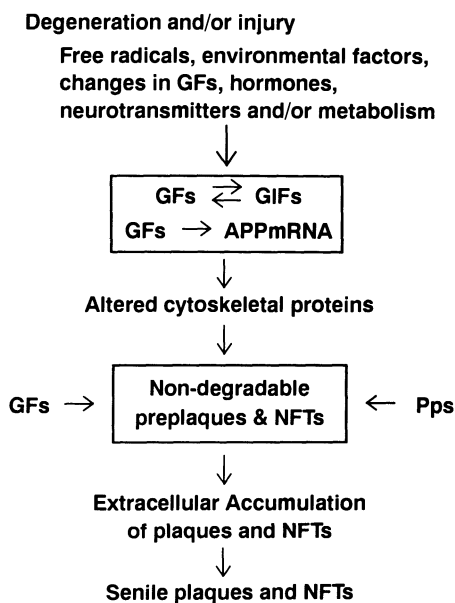 Degeneration and/or injury
Free radicals, environmental factors,
changes in GFs, hormones,
neurotransmitters and/or metabolism
GFs ⇄ GIFs
GFs → APPmRNA
Altered cytoskeletal proteins
Non-degradable
GFs → preplaques & NFTs ← Pps
Extracellular Accumulation
of plaques and NFTs
Senile plaques and NFTs